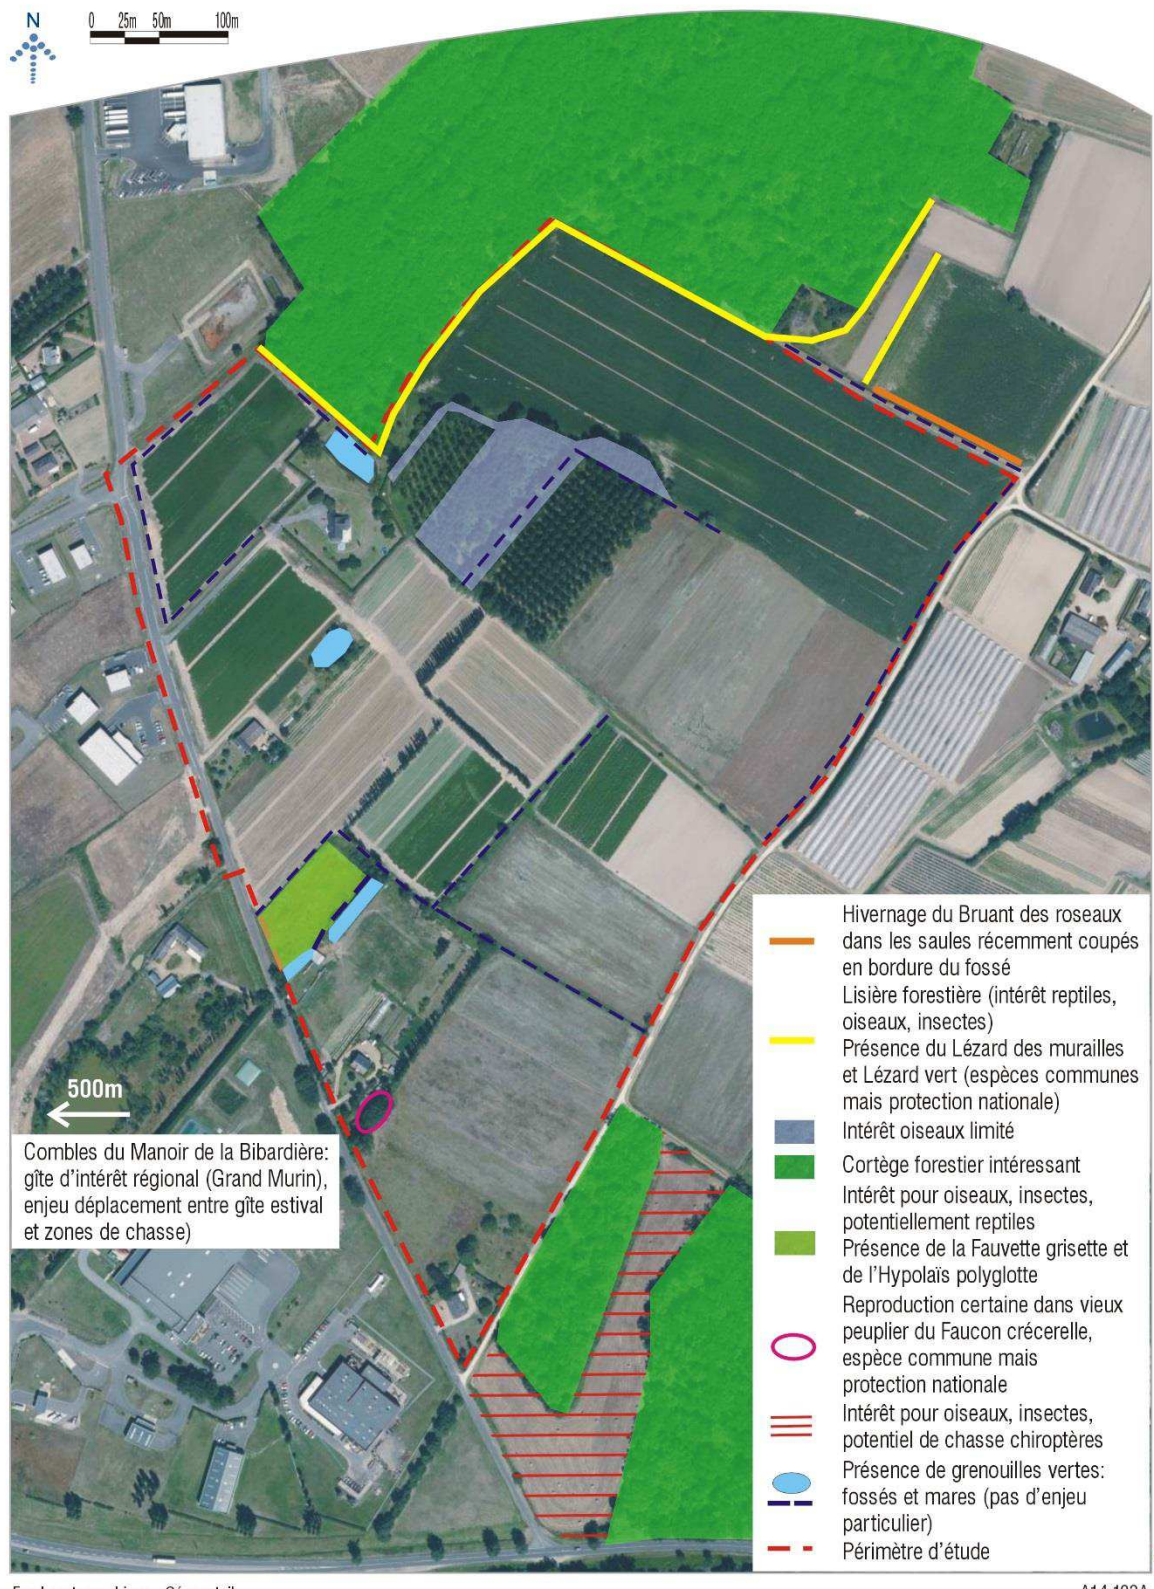 N
0 25m 50m 100m
Hivernage du Bruant des roseaux
dans les saules récemment coupés
en bordure du fossé
Lisière forestière (intérêt reptiles,
oiseaux, insectes)
Présence du Lézard des murailles
et Lézard vert (espèces communes
mais protection nationale)
Intérêt oiseaux limité
Cortège forestier intéressant
Intérêt pour oiseaux, insectes,
potentiellement reptiles
Présence de la Fauvette grisette et
de l'Hypolaïs polyglotte
Reproduction certaine dans vieux
peuplier du Faucon crécerelle,
espèce commune mais
protection nationale
Intérêt pour oiseaux, insectes,
potentiel de chasse chiroptères
Présence de grenouilles vertes:
fossés et mares (pas d'enjeu
particulier)
Périmètre d'étude
500m
Combles du Manoir de la Bibardière:
gîte d'intérêt régional (Grand Murin),
enjeu déplacement entre gîte estival
et zones de chasse)